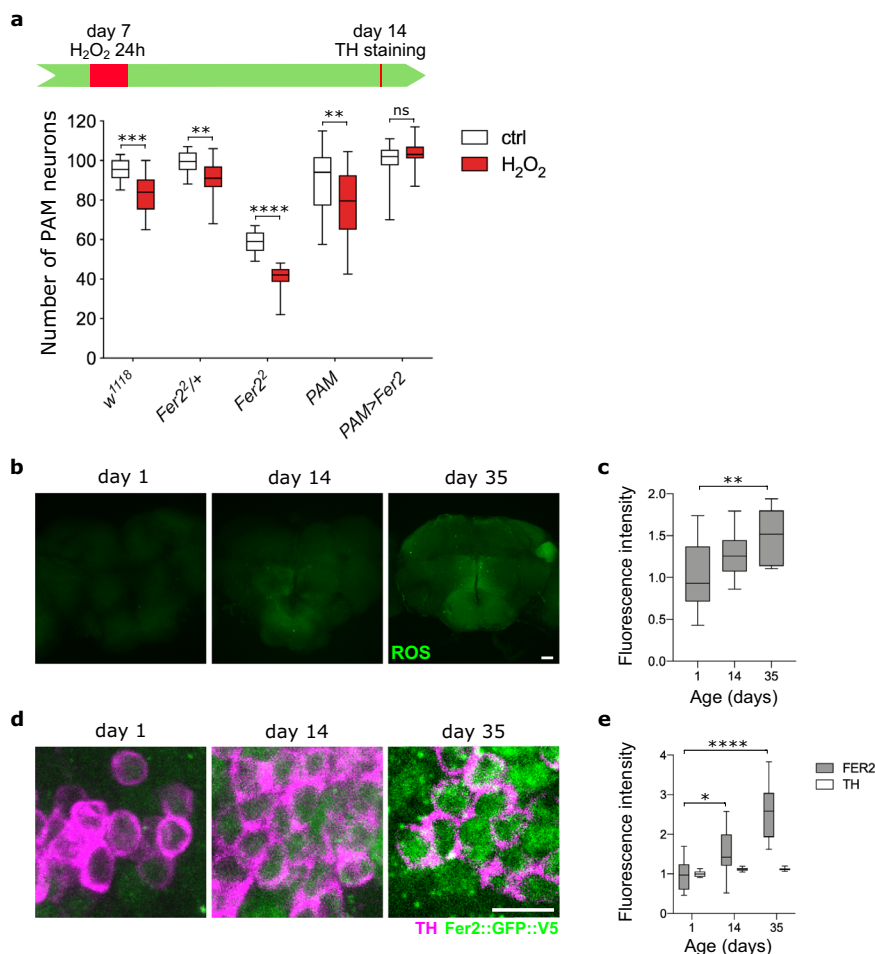 a
day 7
H₂O₂ 24h
day 14
TH staining
Number of PAM neurons
120
100
80
60
40
20
0
***
**
****
**
ns
ctrl
H₂O₂
w¹¹¹⁸
Fer2²/+
Fer2²
PAM
PAM>Fer2
b
day 1
day 14
day 35
ROS
c
Fluorescence intensity
2.0
1.5
1.0
0.5
0.0
**
1
14
35
Age (days)
d
day 1
day 14
day 35
TH Fer2::GFP::V5
e
Fluorescence intensity
4
3
2
1
0
*
****
FER2
TH
1
14
35
Age (days)